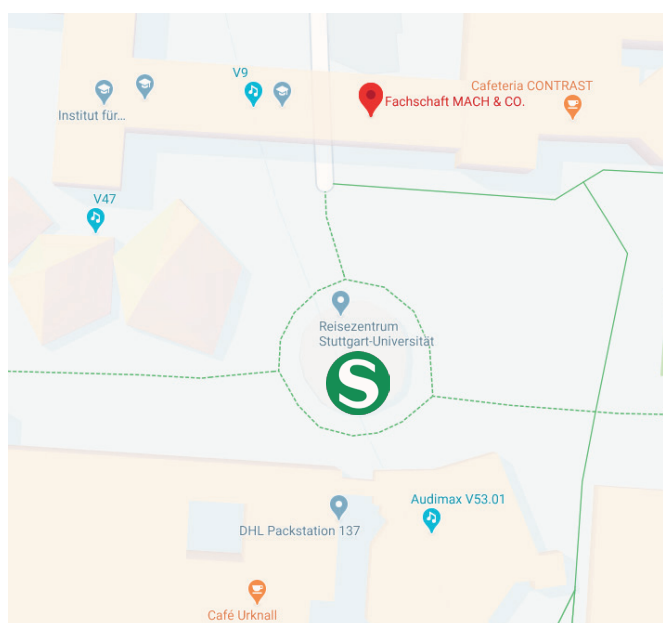 V9
Cafeteria CONTRAST
Fachschaft MACH & CO.
Institut für...
V47
Reisezentrum
Stuttgart-Universität
S
Audimax V53.01
DHL Packstation 137
Café Urknall